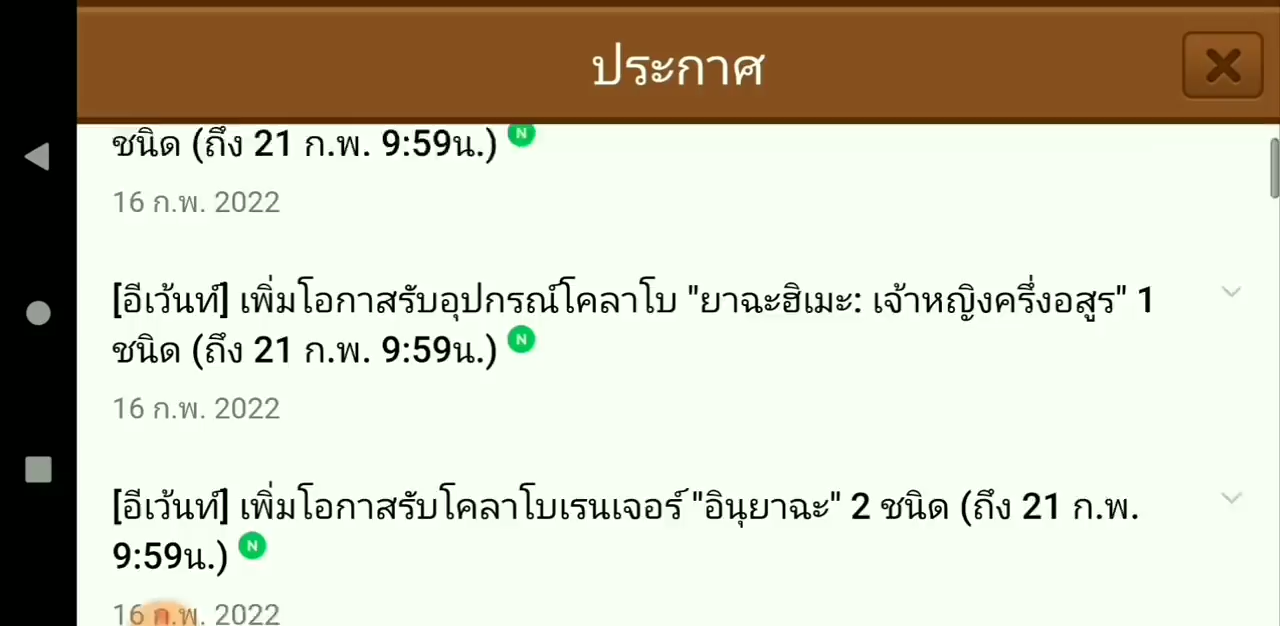 ประกาศ
ชนิด (ถึง 21 ก.พ. 9:59น.) N
16 ก.พ. 2022
[อีเว้นท์] เพิ่มโอกาสรับอุปกรณ์โคลาโบ "ยาฉะฮิเมะ: เจ้าหญิงครึ่งอสูร" 1
ชนิด (ถึง 21 ก.พ. 9:59น.) N
16 ก.พ. 2022
[อีเว้นท์] เพิ่มโอกาสรับโคลาโบเรนเจอร์ "อินุยาฉะ" 2 ชนิด (ถึง 21 ก.พ.
9:59น.) N
16 ก.พ. 2022